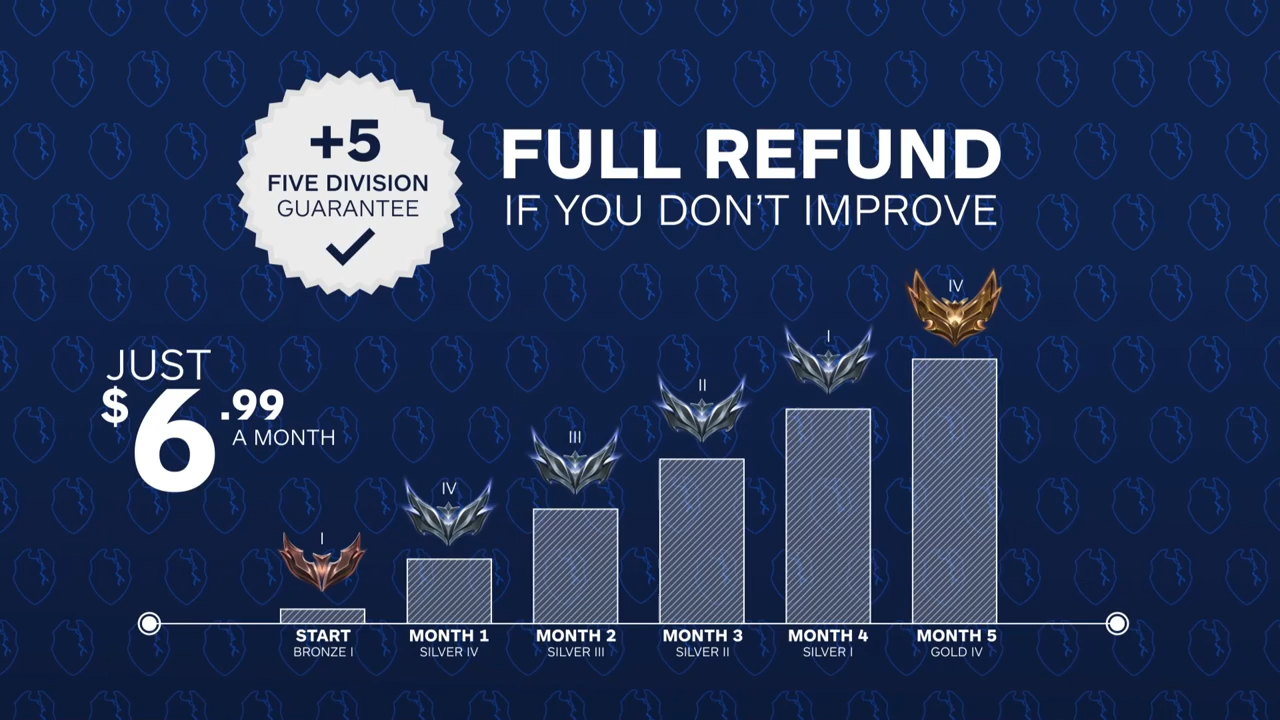 +5
FIVE DIVISION
GUARANTEE
FULL REFUND
IF YOU DON'T IMPROVE
JUST
$6.99
A MONTH
I
IV
III
II
I
IV
START
BRONZE I
MONTH 1
SILVER IV
MONTH 2
SILVER III
MONTH 3
SILVER II
MONTH 4
SILVER I
MONTH 5
GOLD IV